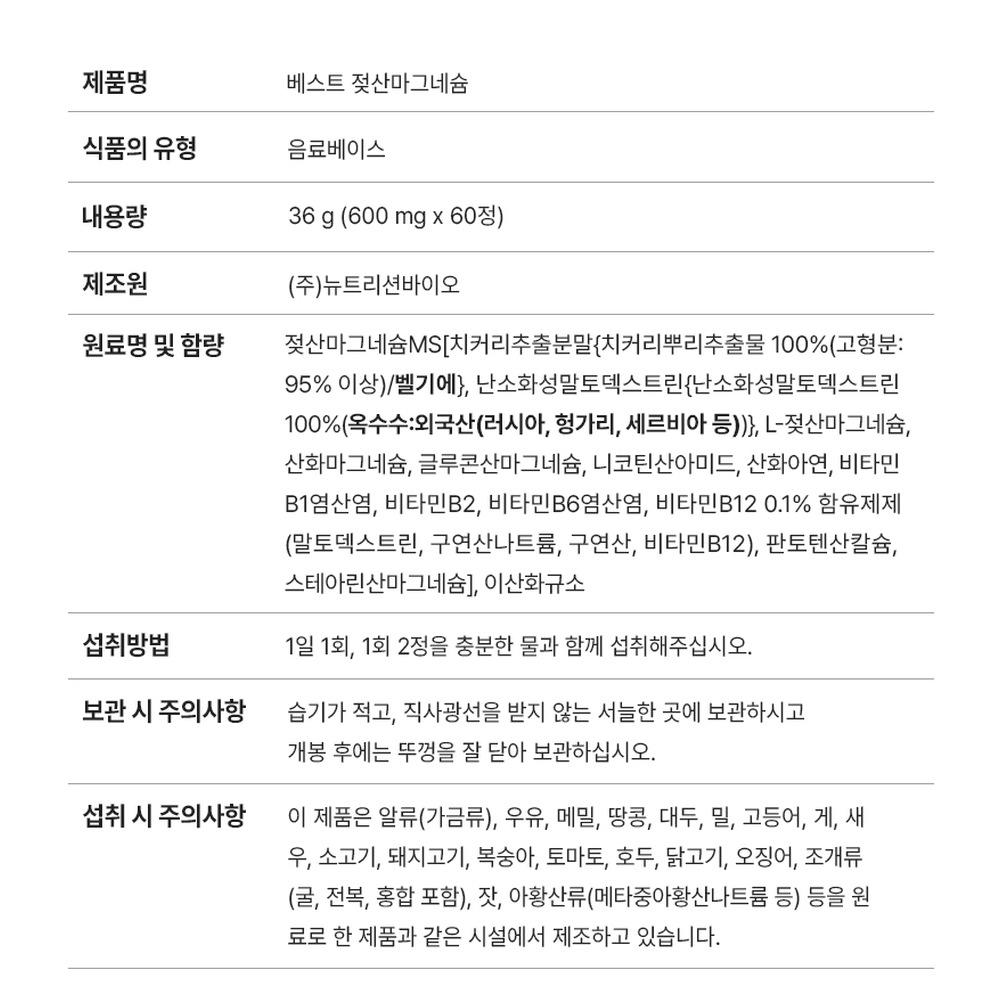 제품명 베스트 젖산마그네슘
식품의 유형 음료베이스
내용량 36 g (600 mg x 60정)
제조원 (주)뉴트리션바이오
원료명 및 함량 젖산마그네슘MS[치커리추출분말{치커리뿌리추출물 100%(고형분:
95% 이상)/벨기에}, 난소화성말토덱스트린{난소화성말토덱스트린
100%(옥수수:외국산(러시아, 헝가리, 세르비아 등))}, L-젖산마그네슘,
산화마그네슘, 글루콘산마그네슘, 니코틴산아미드, 산화아연, 비타민
B1염산염, 비타민B2, 비타민B6염산염, 비타민B12 0.1% 함유제제
(말토덱스트린, 구연산나트륨, 구연산, 비타민B12), 판토텐산칼슘,
스테아린산마그네슘], 이산화규소
섭취방법 1일 1회, 1회 2정을 충분한 물과 함께 섭취해주십시오.
보관 시 주의사항 습기가 적고, 직사광선을 받지 않는 서늘한 곳에 보관하시고
개봉 후에는 뚜껑을 잘 닫아 보관하십시오.
섭취 시 주의사항 이 제품은 알류(가금류), 우유, 메밀, 땅콩, 대두, 밀, 고등어, 게, 새
우, 소고기, 돼지고기, 복숭아, 토마토, 호두, 닭고기, 오징어, 조개류
(굴, 전복, 홍합 포함), 잣, 아황산류(메타중아황산나트륨 등) 등을 원
료로 한 제품과 같은 시설에서 제조하고 있습니다.